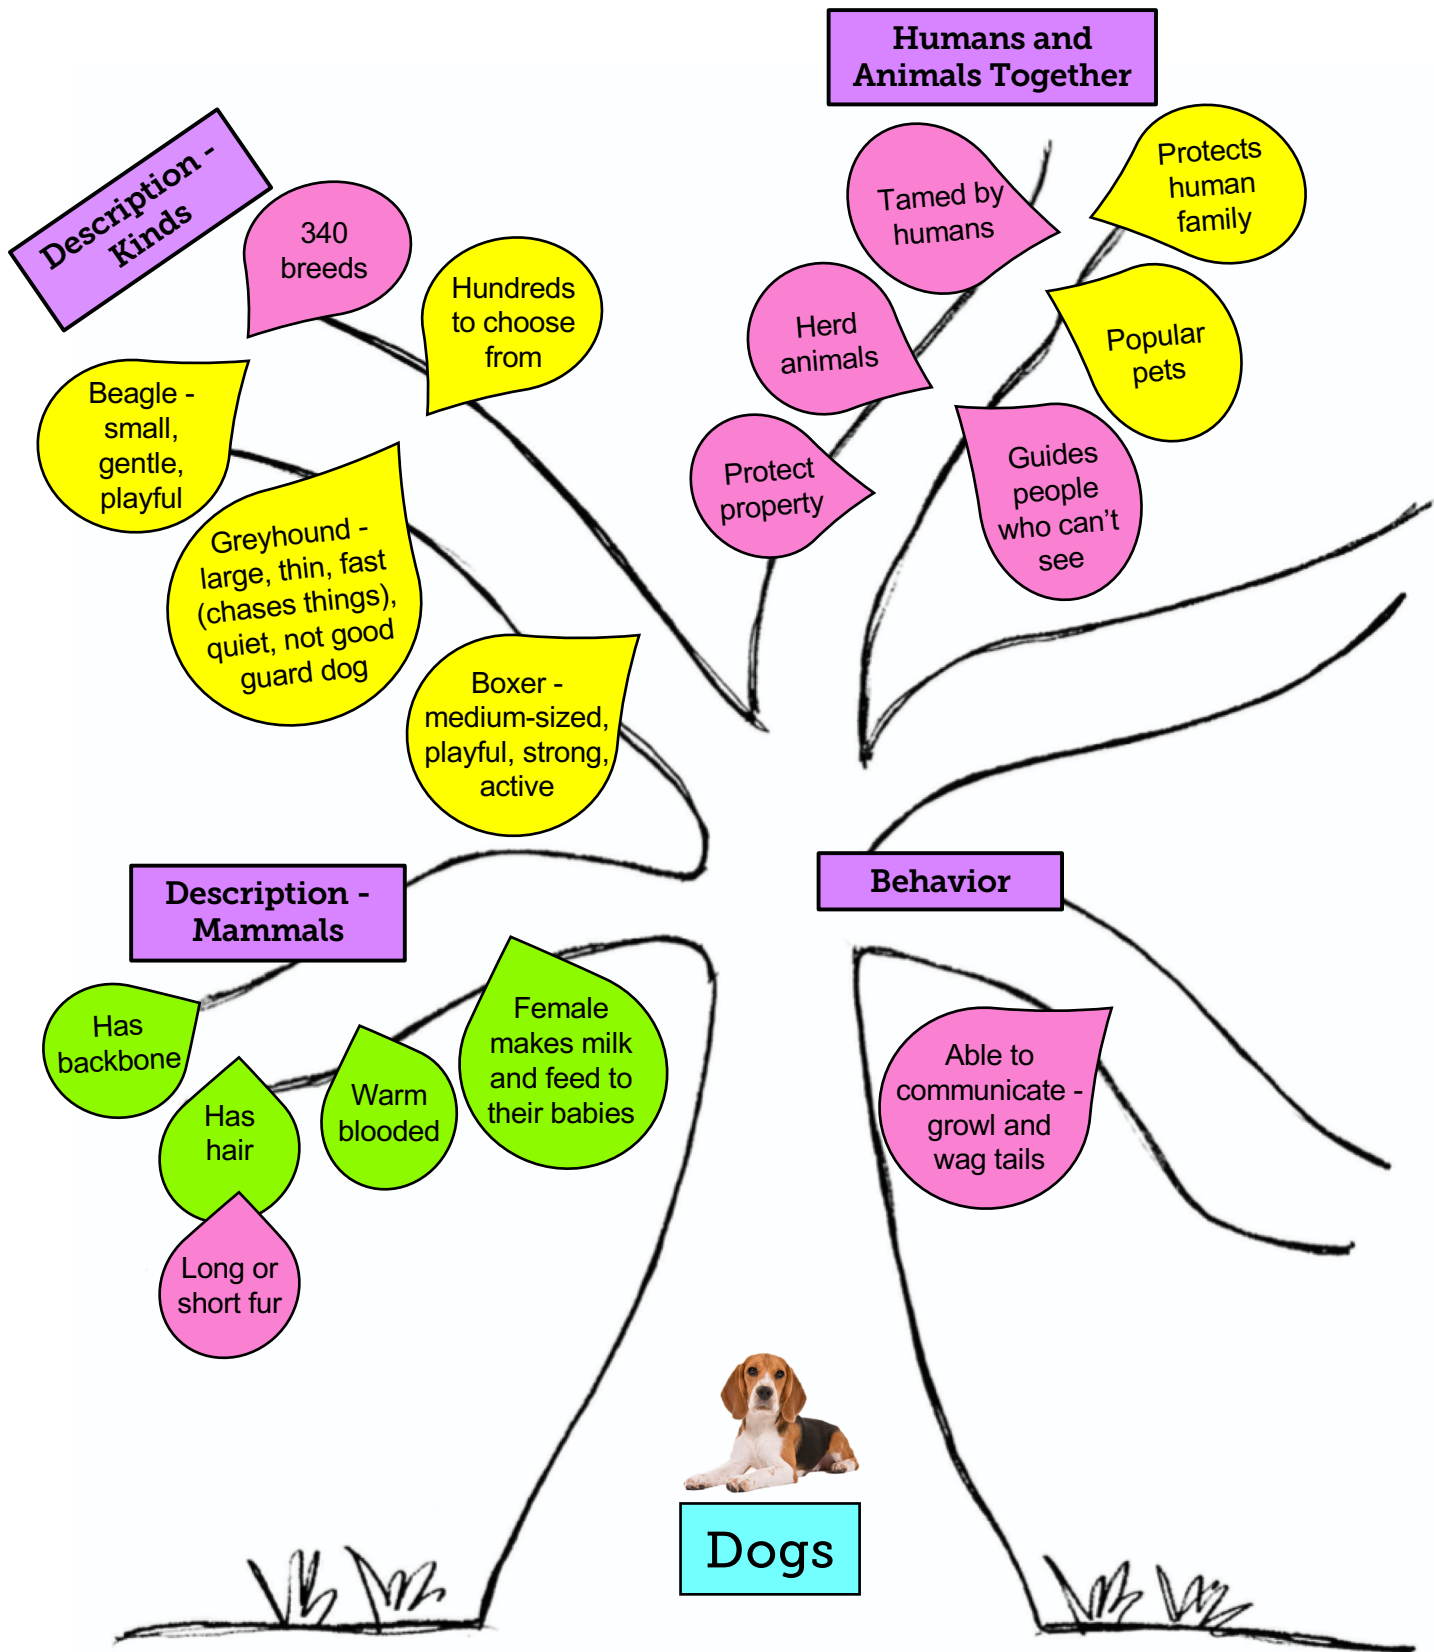 Humans and
Animals Together
Description -
Kinds
340
breeds
Hundreds
to choose
from
Beagle -
small,
gentle,
playful
Greyhound -
large, thin, fast
(chases things),
quiet, not good
guard dog
Boxer -
medium-sized,
playful, strong,
active
Tamed by
humans
Protects
human
family
Herd
animals
Popular
pets
Protect
property
Guides
people
who can’t
see
Description -
Mammals
Has
backbone
Has
hair
Long or
short fur
Warm
blooded
Female
makes milk
and feed to
their babies
Behavior
Able to
communicate -
growl and
wag tails
Dogs